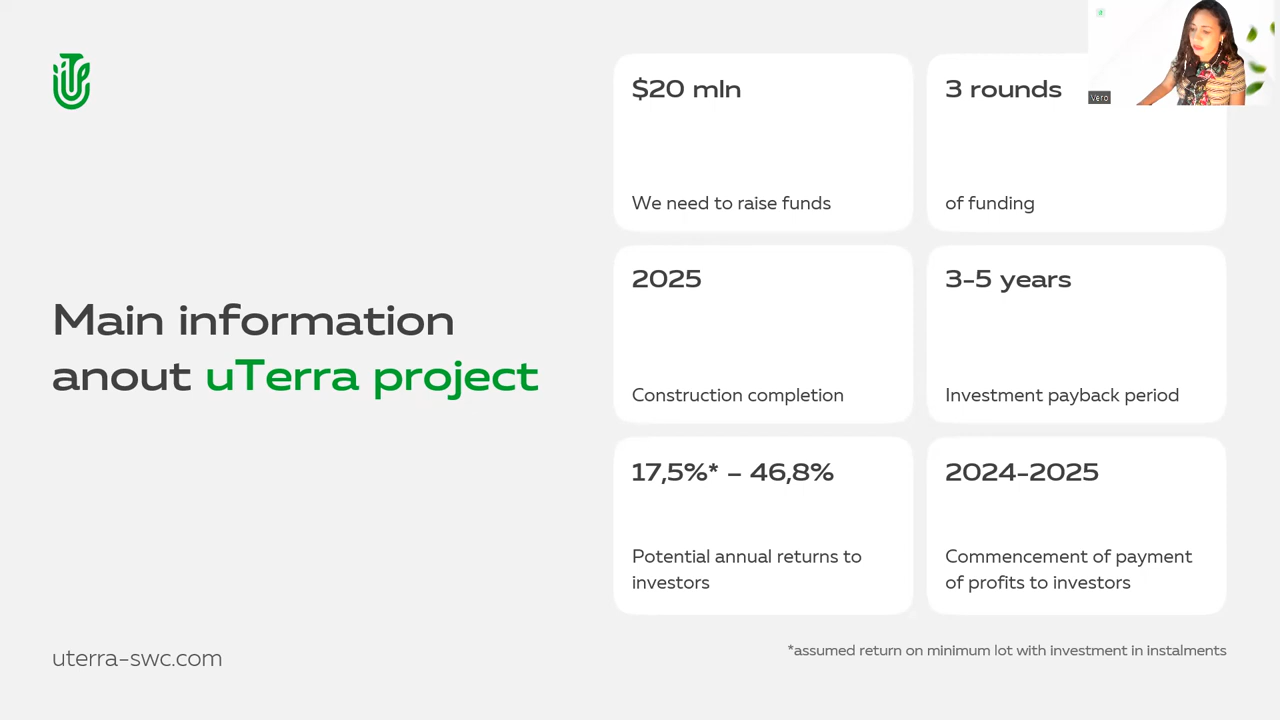 Main information
anout uTerra project
uterra-swc.com
$20 mln
We need to raise funds
3 rounds
of funding
2025
Construction completion
3-5 years
Investment payback period
17,5%* – 46,8%
Potential annual returns to
investors
2024-2025
Commencement of payment
of profits to investors
*assumed return on minimum lot with investment in instalments
Vero